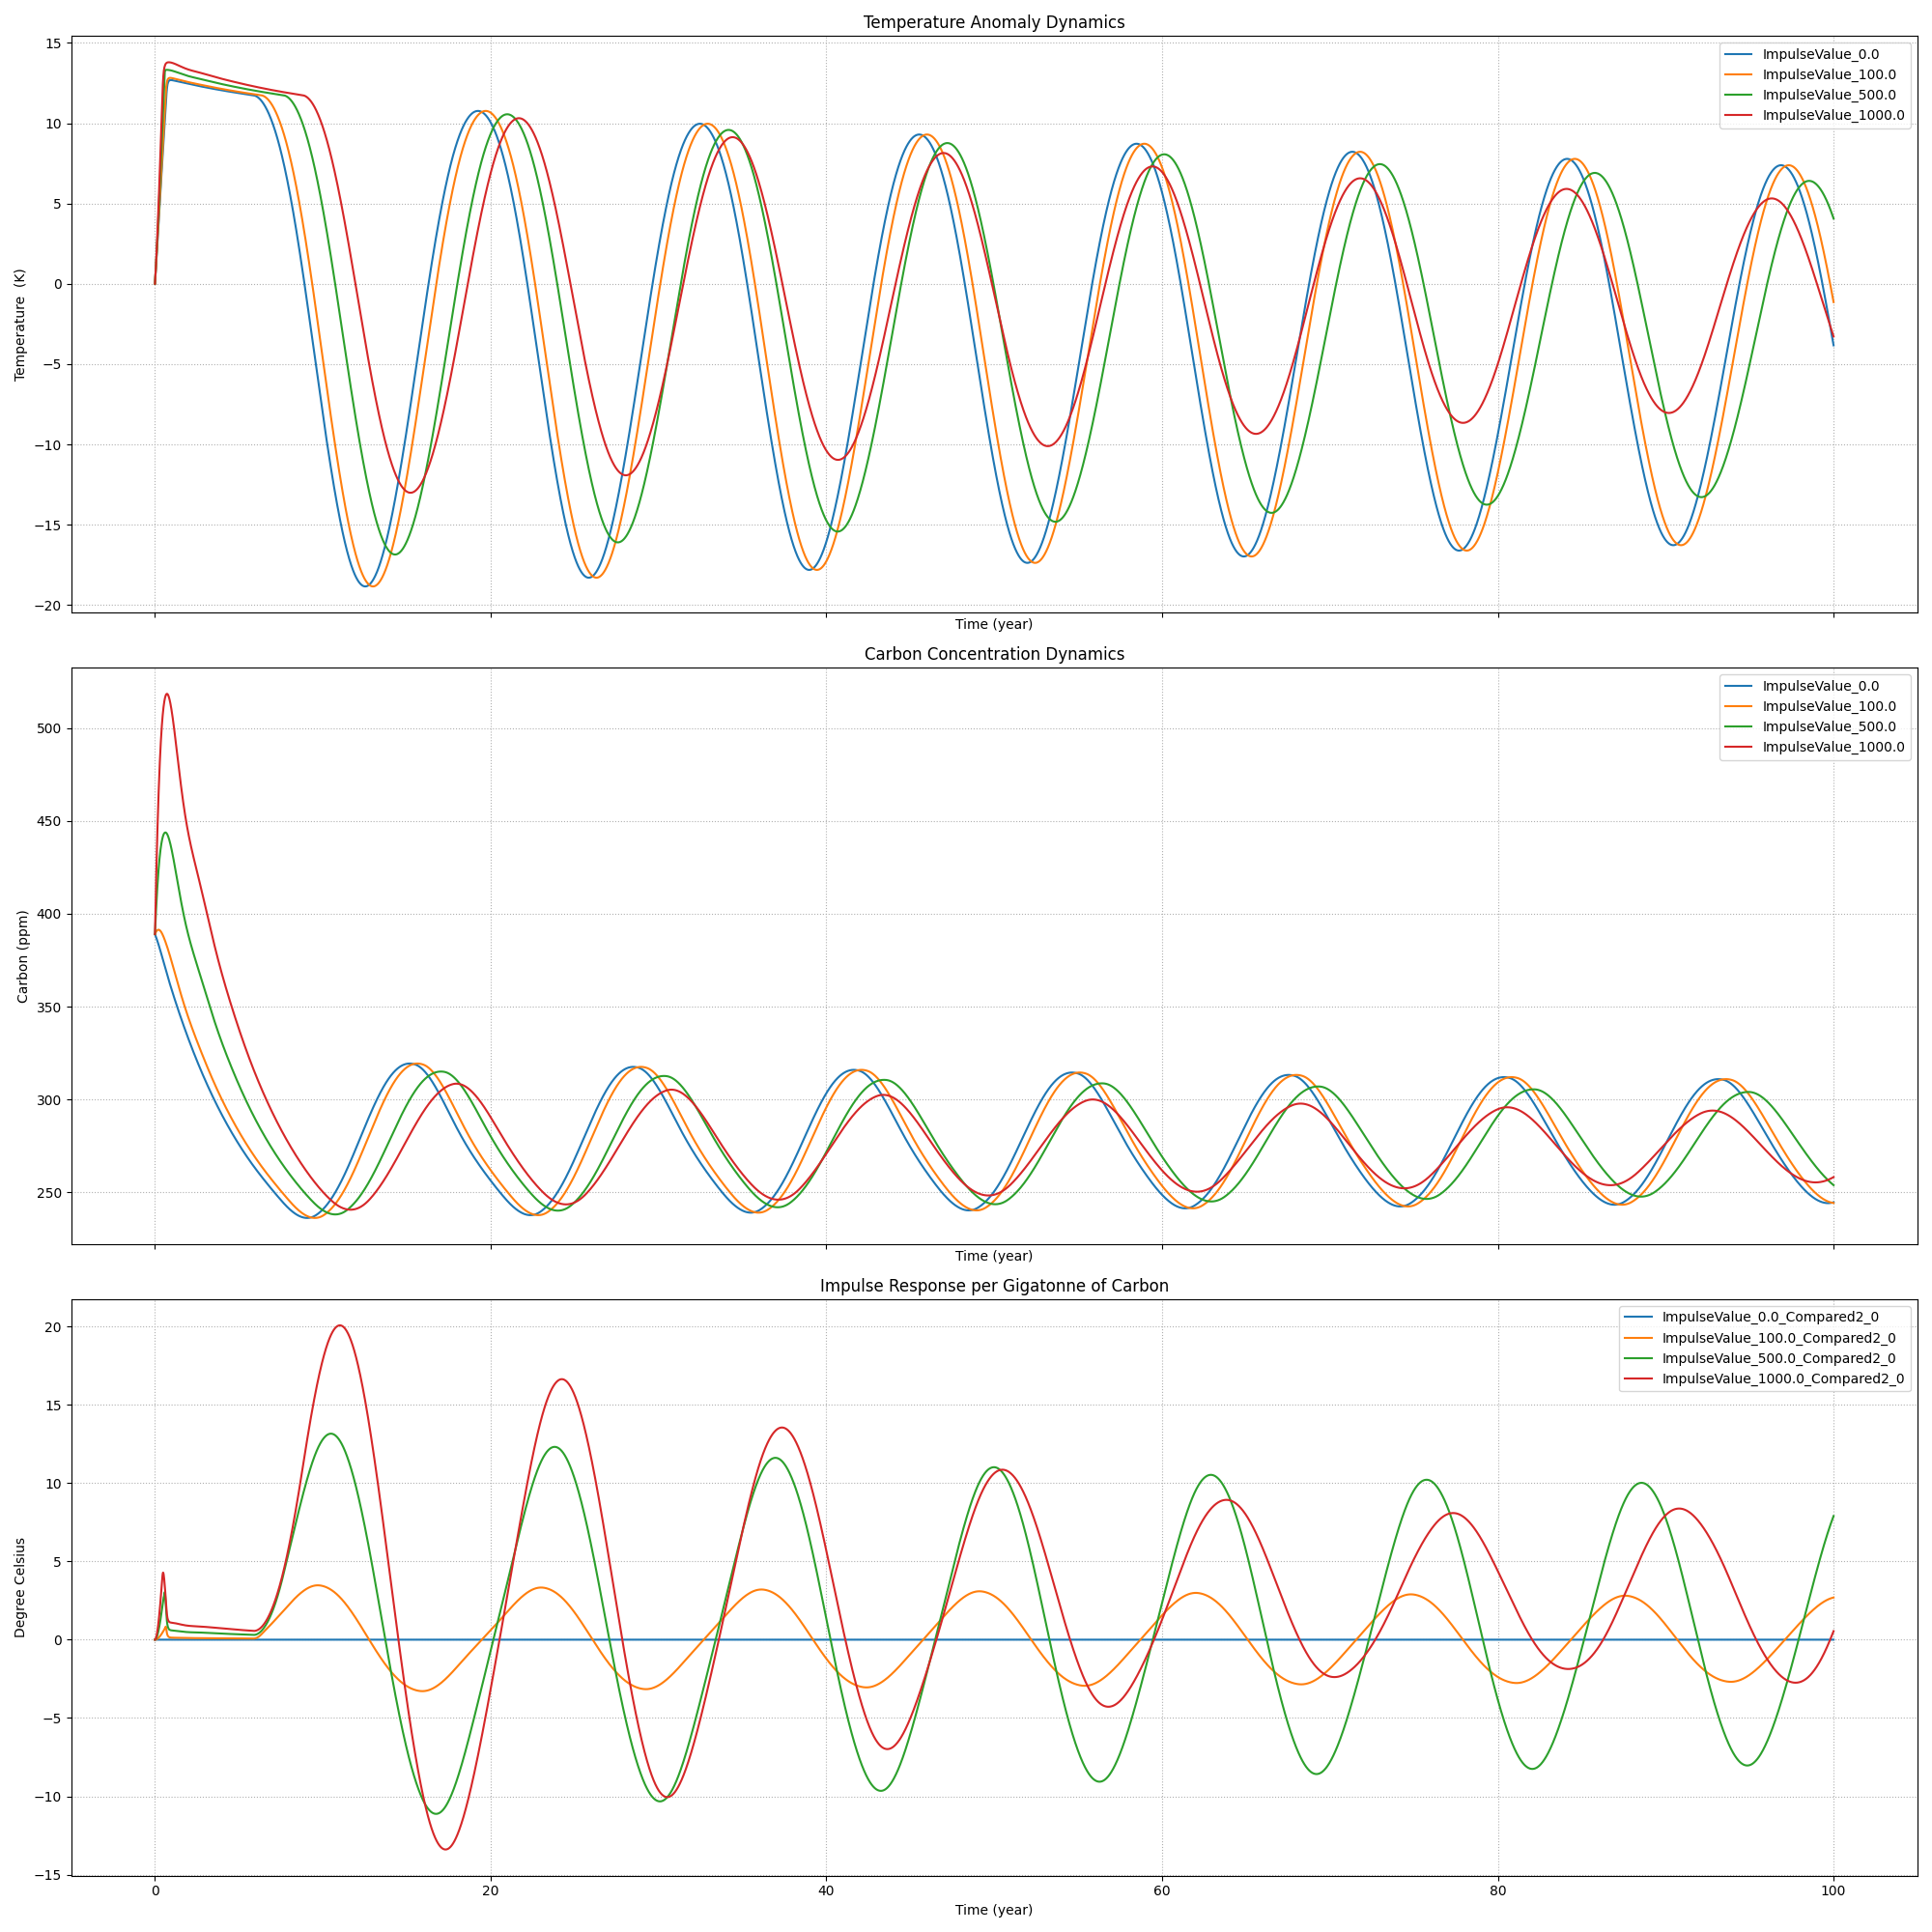 Temperature Anomaly Dynamics
15
10
5
0
−5
−10
−15
−20
Temperature  (K)
ImpulseValue_0.0
ImpulseValue_100.0
ImpulseValue_500.0
ImpulseValue_1000.0
Time (year)
Carbon Concentration Dynamics
500
450
400
350
300
250
Carbon (ppm)
ImpulseValue_0.0
ImpulseValue_100.0
ImpulseValue_500.0
ImpulseValue_1000.0
Time (year)
Impulse Response per Gigatonne of Carbon
20
15
10
5
0
−5
−10
−15
Degree Celsius
ImpulseValue_0.0_Compared2_0
ImpulseValue_100.0_Compared2_0
ImpulseValue_500.0_Compared2_0
ImpulseValue_1000.0_Compared2_0
0 20 40 60 80 100
Time (year)